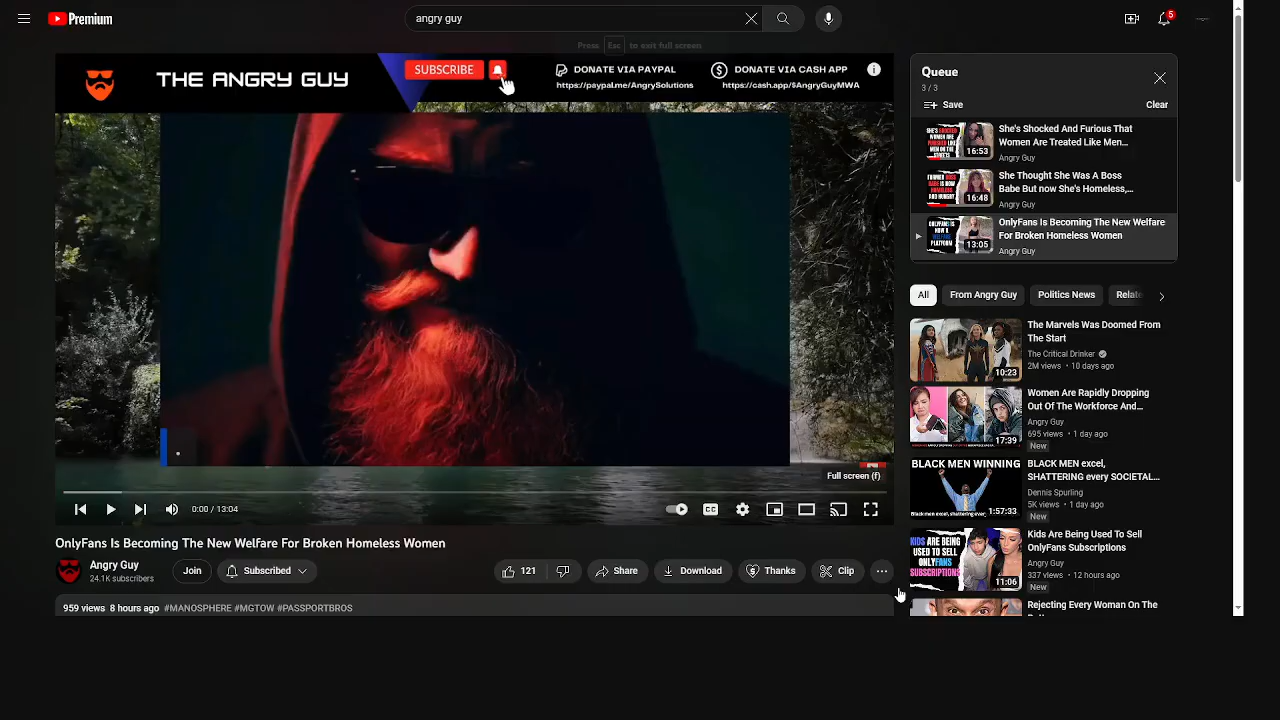 Premium
angry guy
5
Press Esc to exit full screen
THE ANGRY GUY
SUBSCRIBE
DONATE VIA PAYPAL
https://paypal.me/AngrySolutions
DONATE VIA CASH APP
https://cash.app/$AngryGuyMWA
Full screen (f)
0:00 / 13:04
CC
OnlyFans Is Becoming The New Welfare For Broken Homeless Women
Angry Guy
24.1K subscribers
Join
Subscribed
121
Share
Download
Thanks
Clip
959 views 8 hours ago #MANOSPHERE #MGTOW #PASSPORTBROS
Queue
3 / 3
Save
Clear
16:53
She's Shocked And Furious That
Women Are Treated Like Men...
Angry Guy
16:48
She Thought She Was A Boss
Babe But now She's Homeless,...
Angry Guy
13:05
OnlyFans Is Becoming The New Welfare
For Broken Homeless Women
Angry Guy
All
From Angry Guy
Politics News
Relate
10:23
The Marvels Was Doomed From
The Start
The Critical Drinker
2M views • 10 days ago
17:39
Women Are Rapidly Dropping
Out Of The Workforce And...
Angry Guy
695 views • 1 day ago
New
BLACK MEN WINNING
1:57:33
BLACK MEN excel,
SHATTERING every SOCIETAL...
Dennis Spurling
5K views • 1 day ago
New
KIDS ARE
BEING USED
TO SELL
ONLYFANS
SUBSCRIPTIONS
11:06
Kids Are Being Used To Sell
OnlyFans Subscriptions
Angry Guy
337 views • 12 hours ago
New
Rejecting Every Woman On The